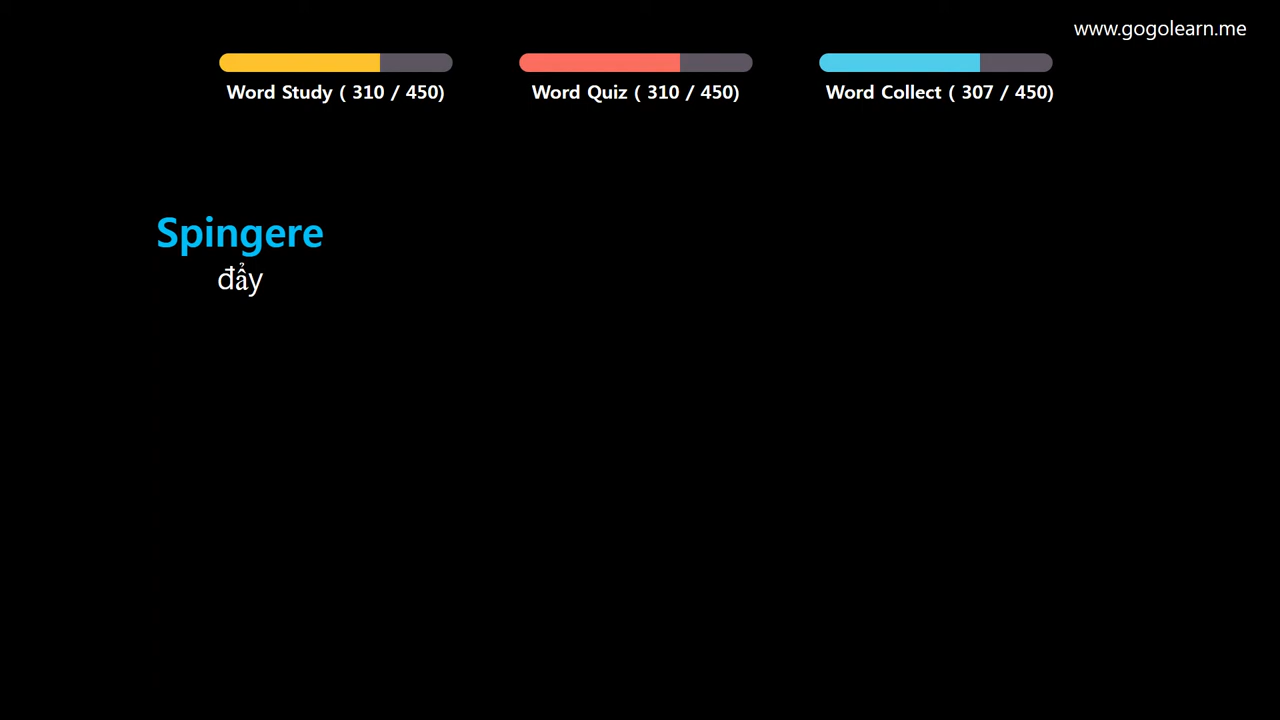 www.gogolearn.me
Word Study ( 310 / 450)
Word Quiz ( 310 / 450)
Word Collect ( 307 / 450)
Spingere
đẩy